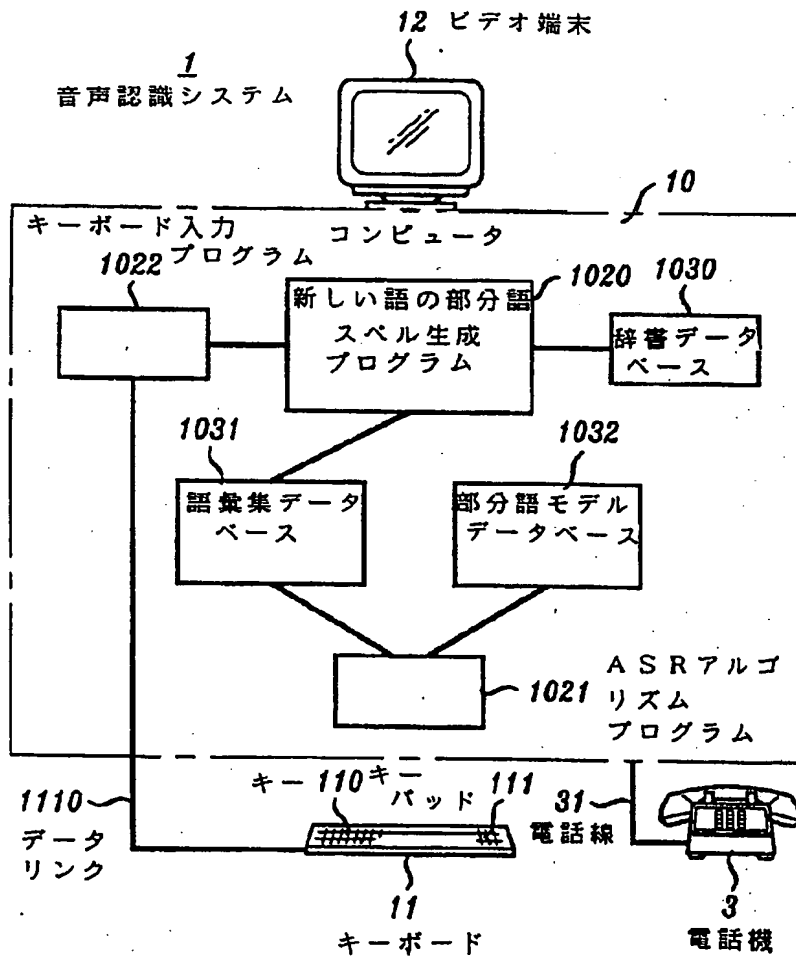 12 ビデオ端末
1
音声認識システム
10
キーボード入力
プログラム
コンピュータ
1022
新しい語の部分語
スペル生成
プログラム
1020
1030
辞書データ
ベース
1031
語彙集データ
ベース
1032
部分語モデル
データベース
1021
ASRアルゴ
リズム
プログラム
1110
データ
リンク
キー 110
キー
パッド
111
11
キーボード
31
電話線
3
電話機